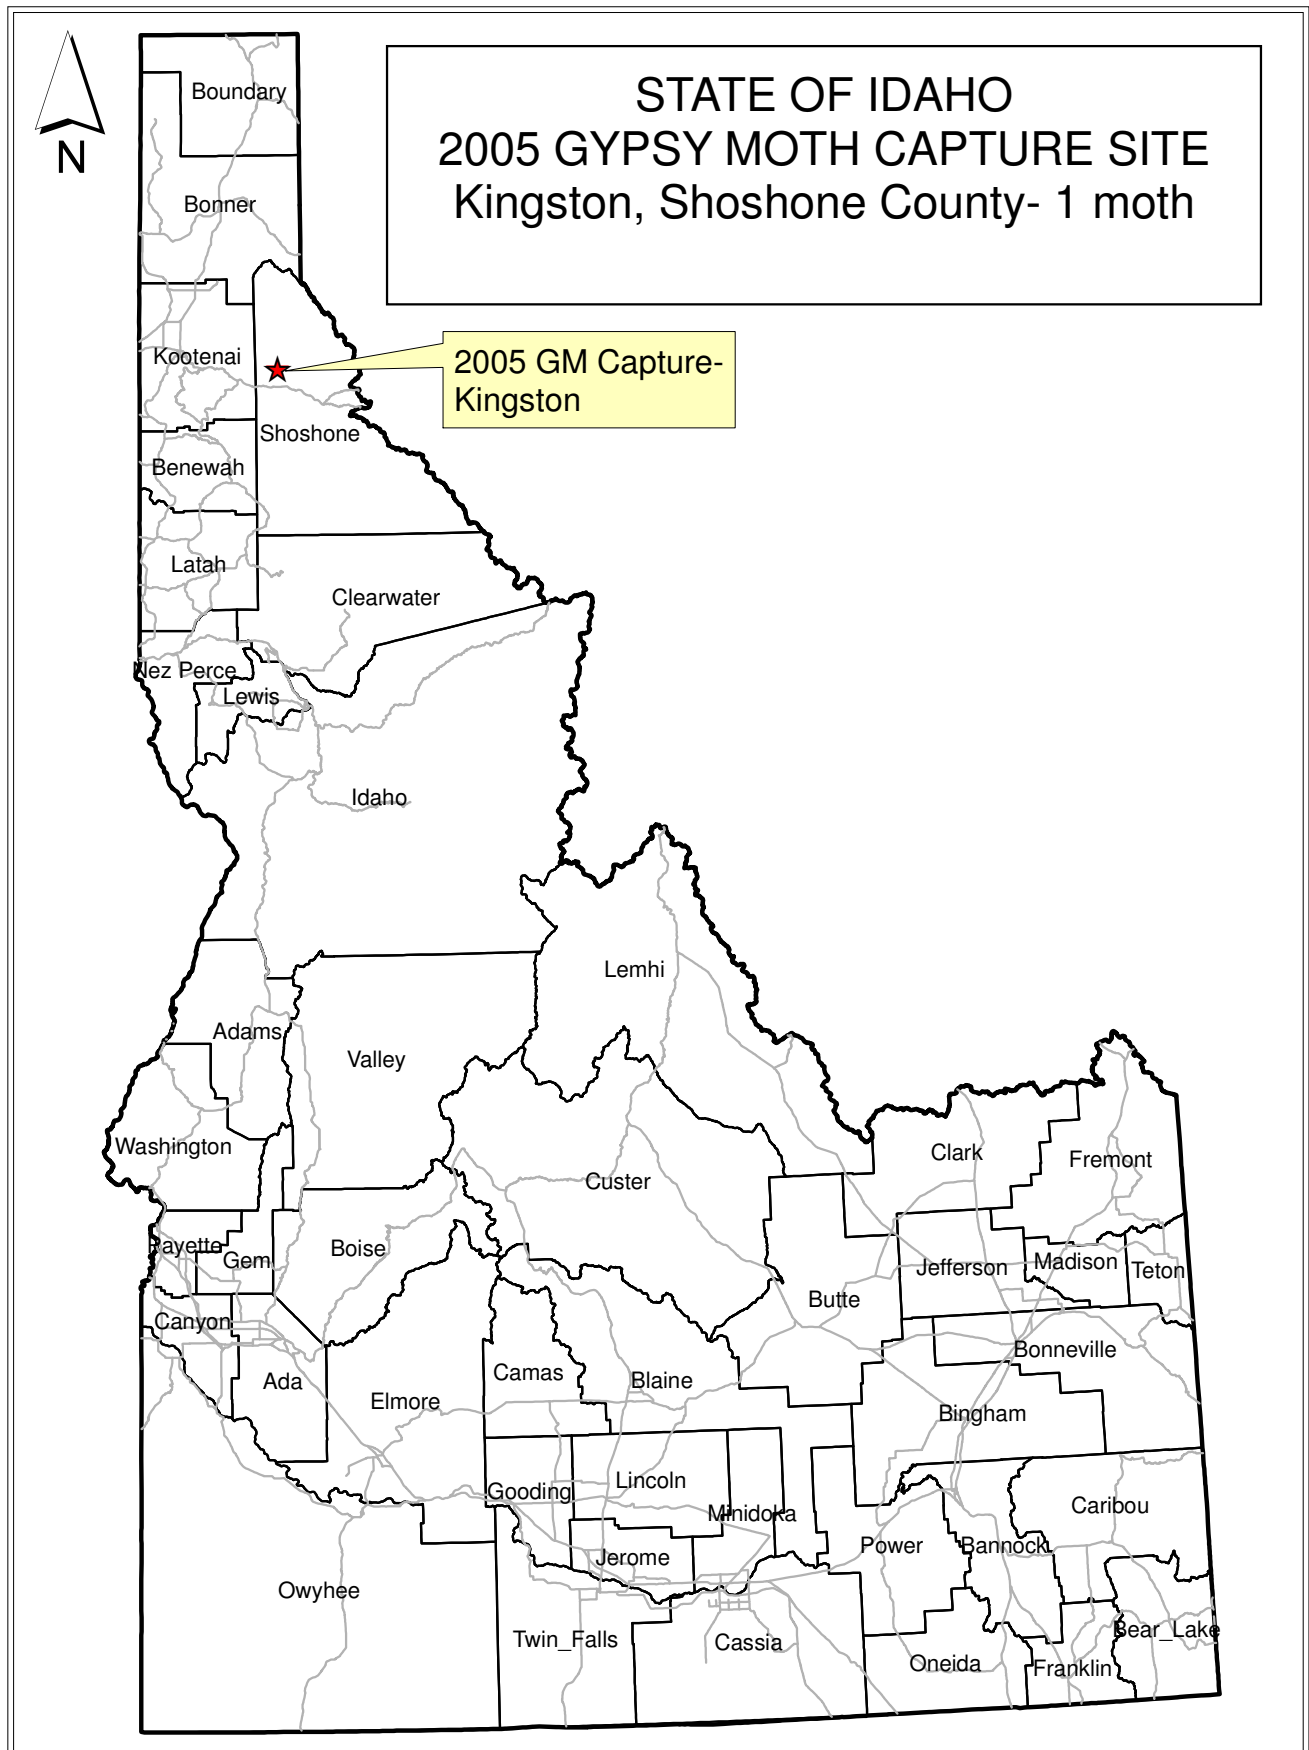 STATE OF IDAHO
2005 GYPSY MOTH CAPTURE SITE
Kingston, Shoshone County- 1 moth
N
Boundary
Bonner
Kootenai
2005 GM Capture-
Kingston
Shoshone
Benewah
Latah
Clearwater
Nez Perce
Lewis
Idaho
Lemhi
Adams
Valley
Washington
Custer
Clark
Fremont
Payette
Gem
Boise
Butte
Jefferson
Madison
Teton
Canyon
Ada
Elmore
Camas
Blaine
Bonneville
Bingham
Gooding
Lincoln
Minidoka
Jerome
Power
Bannock
Caribou
Owyhee
Twin_Falls
Cassia
Oneida
Franklin
Bear_Lake